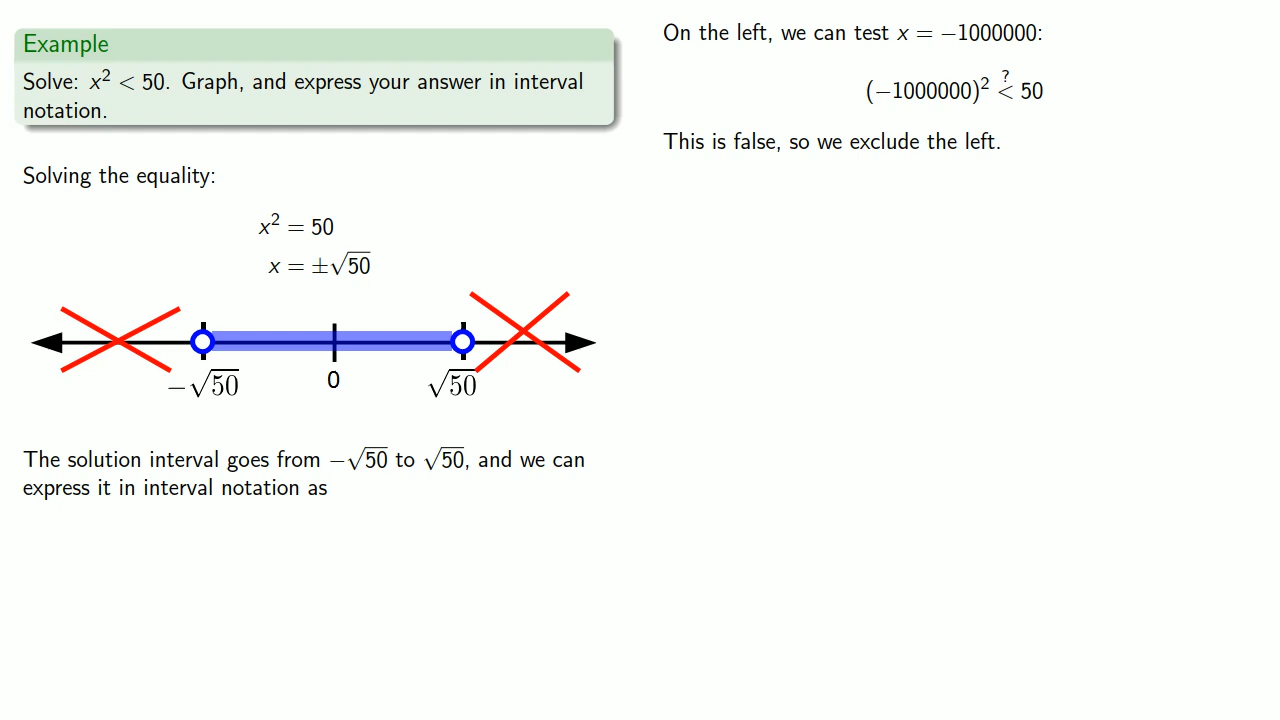 Example
Solve: x² < 50. Graph, and express your answer in interval
notation.
Solving the equality:
x² = 50
x = ±√50
−√50 0 √50
The solution interval goes from −√50 to √50, and we can
express it in interval notation as
On the left, we can test x = −1000000:
(−1000000)² <? 50
This is false, so we exclude the left.